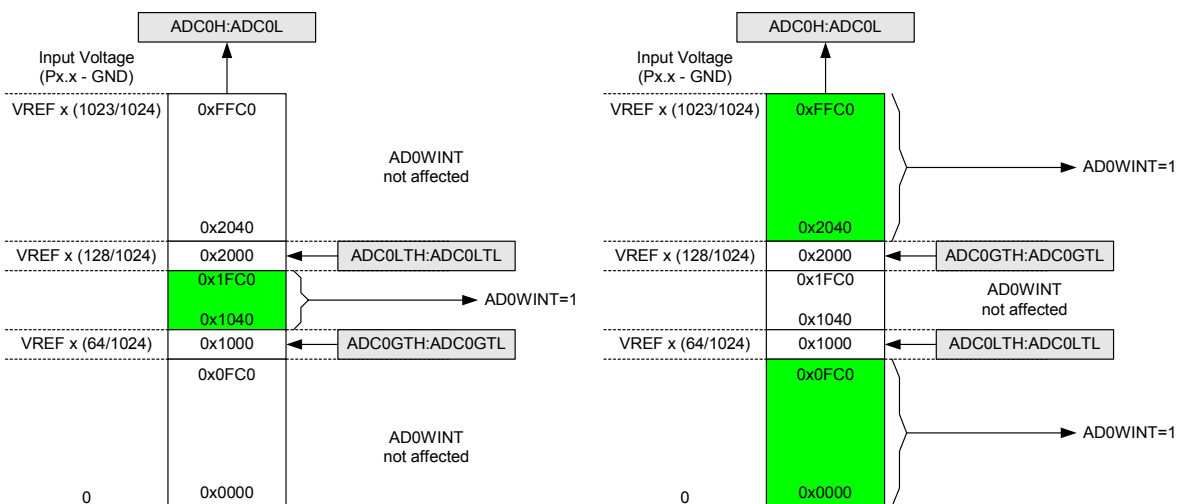 ADC0H:ADC0L
Input Voltage
(Px.x - GND)
VREF x (1023/1024)
0xFFC0
AD0WINT
not affected
0x2040
VREF x (128/1024)
0x2000
ADC0LTH:ADC0LTL
0x1FC0
AD0WINT=1
0x1040
VREF x (64/1024)
0x1000
ADC0GTH:ADC0GTL
0x0FC0
AD0WINT
not affected
0
0x0000
ADC0H:ADC0L
Input Voltage
(Px.x - GND)
VREF x (1023/1024)
0xFFC0
AD0WINT=1
0x2040
VREF x (128/1024)
0x2000
ADC0GTH:ADC0GTL
0x1FC0
AD0WINT
not affected
0x1040
VREF x (64/1024)
0x1000
ADC0LTH:ADC0LTL
0x0FC0
AD0WINT=1
0
0x0000